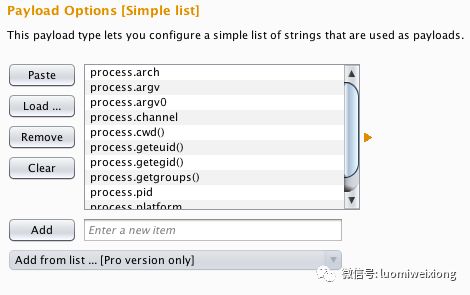 Payload Options [Simple list]
This payload type lets you configure a simple list of strings that are used as payloads.
Paste
Load ...
Remove
Clear
process.arch
process.argv
process.argv0
process.channel
process.cwd()
process.geteuid()
process.getegid()
process.getgroups()
process.pid
process.platform
Add
Enter a new item
Add from list ... [Pro version only]
微信号: luomiweixiong